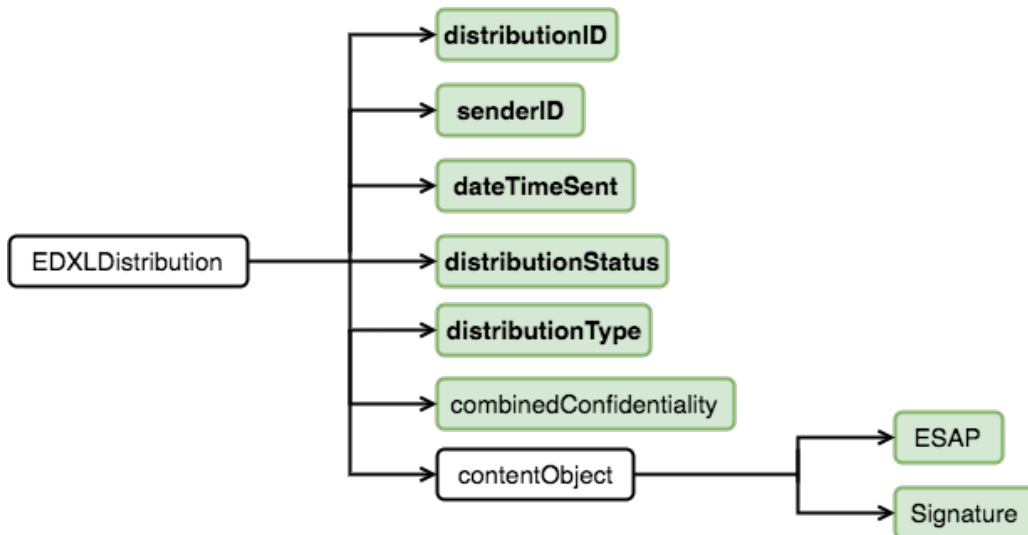 distributionID
senderID
dateTimeSent
EDXLDistribution
distributionStatus
distributionType
combinedConfidentiality
ESAP
contentObject
Signature